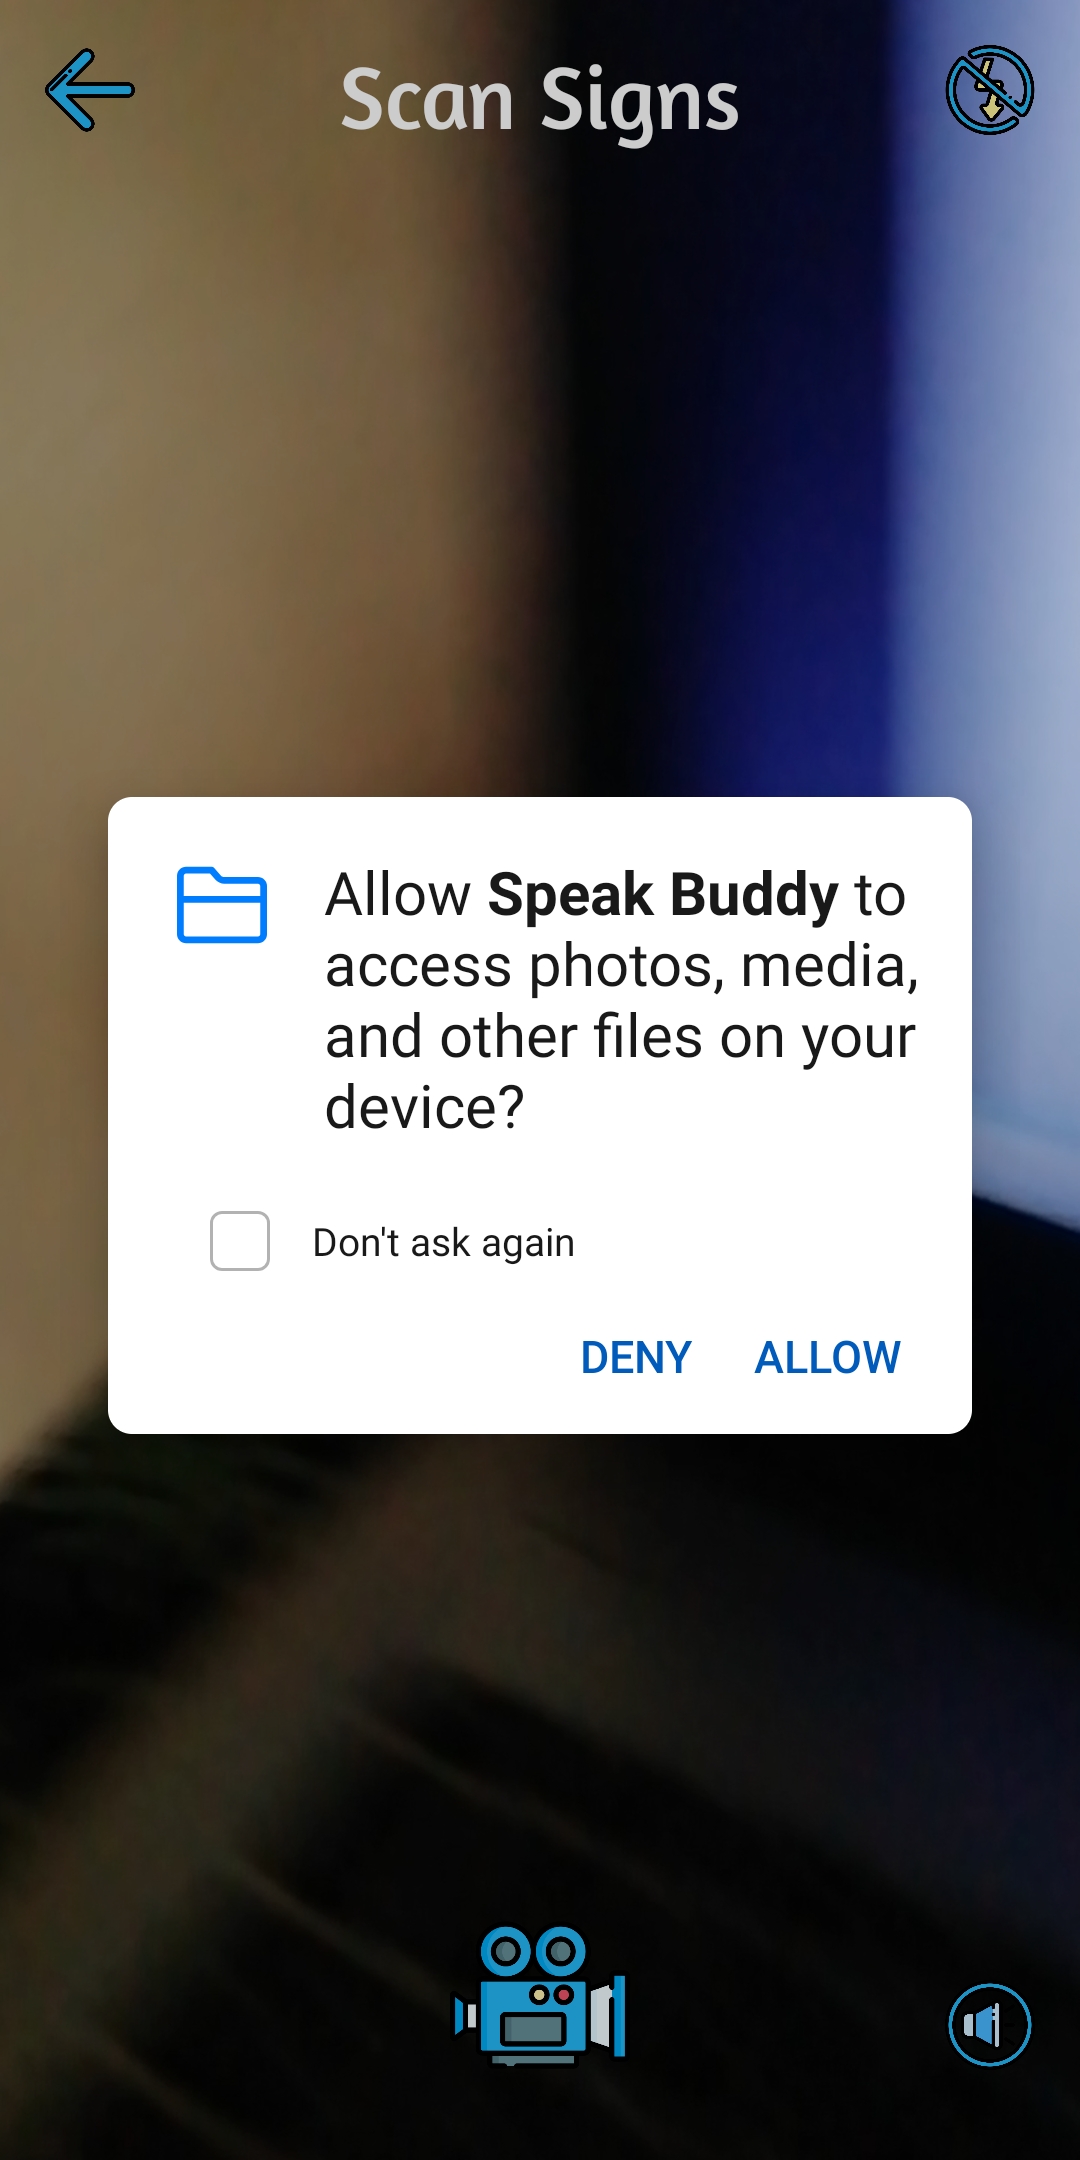 Scan Signs
Allow Speak Buddy to
access photos, media,
and other files on your
device?
Don't ask again
DENY ALLOW